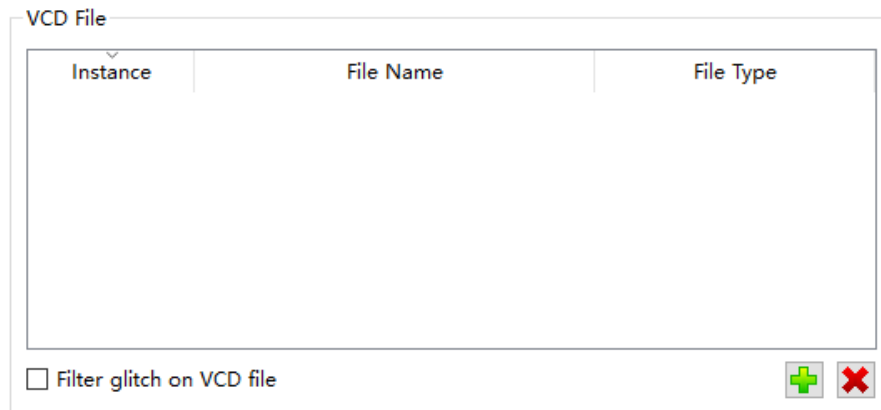 VCD File
Instance File Name File Type
Filter glitch on VCD file